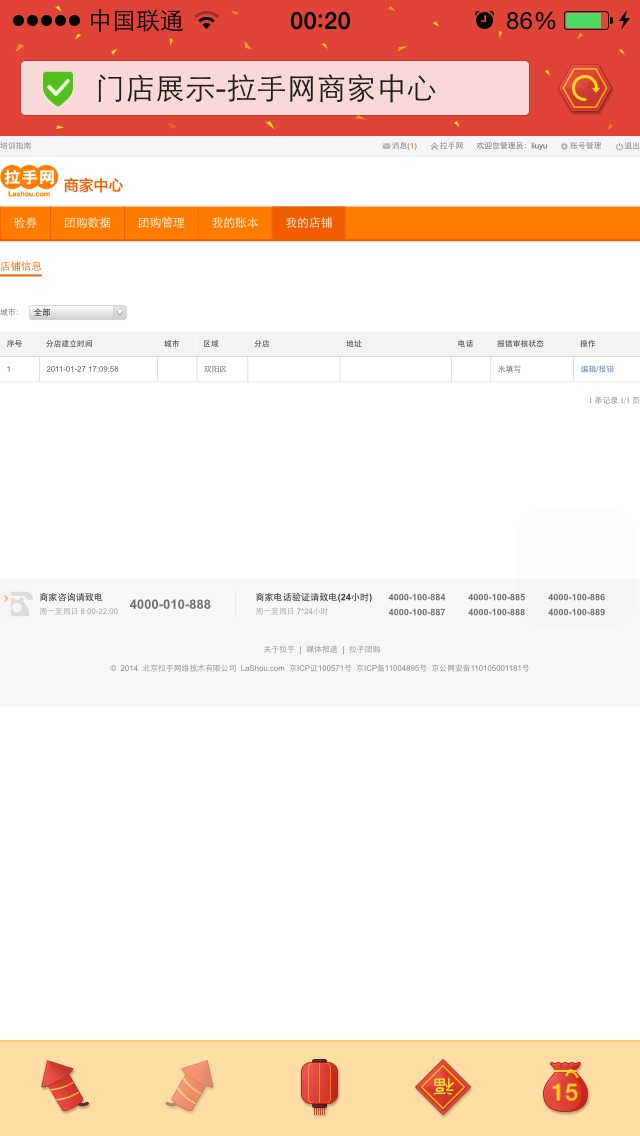 中国联通 00:20 86%
门店展示-拉手网商家中心
培训指南 消息(1) 拉手网 欢迎您管理员：liuyu 账号管理 退出
拉手网 商家中心
Lashou.com
验券 团购数据 团购管理 我的账本 我的店铺
店铺信息
城市： 全部
序号 分店建立时间 城市 区域 分店 地址 电话 报错审核状态 操作
1 2011-01-27 17:09:58 双阳区 未填写 编辑/报错
1 条记录 1/1 页
商家咨询请致电 4000-010-888 商家电话验证请致电(24小时) 4000-100-884 4000-100-885 4000-100-886
周一至周日 8:00-22:00 周一至周日 7*24小时 4000-100-887 4000-100-888 4000-100-889
关于拉手 | 媒体报道 | 拉手团购
© 2014 北京拉手网络技术有限公司 LaShou.com 京ICP证100571号 京ICP备11004895号 京公网安备110105001181号
福 15